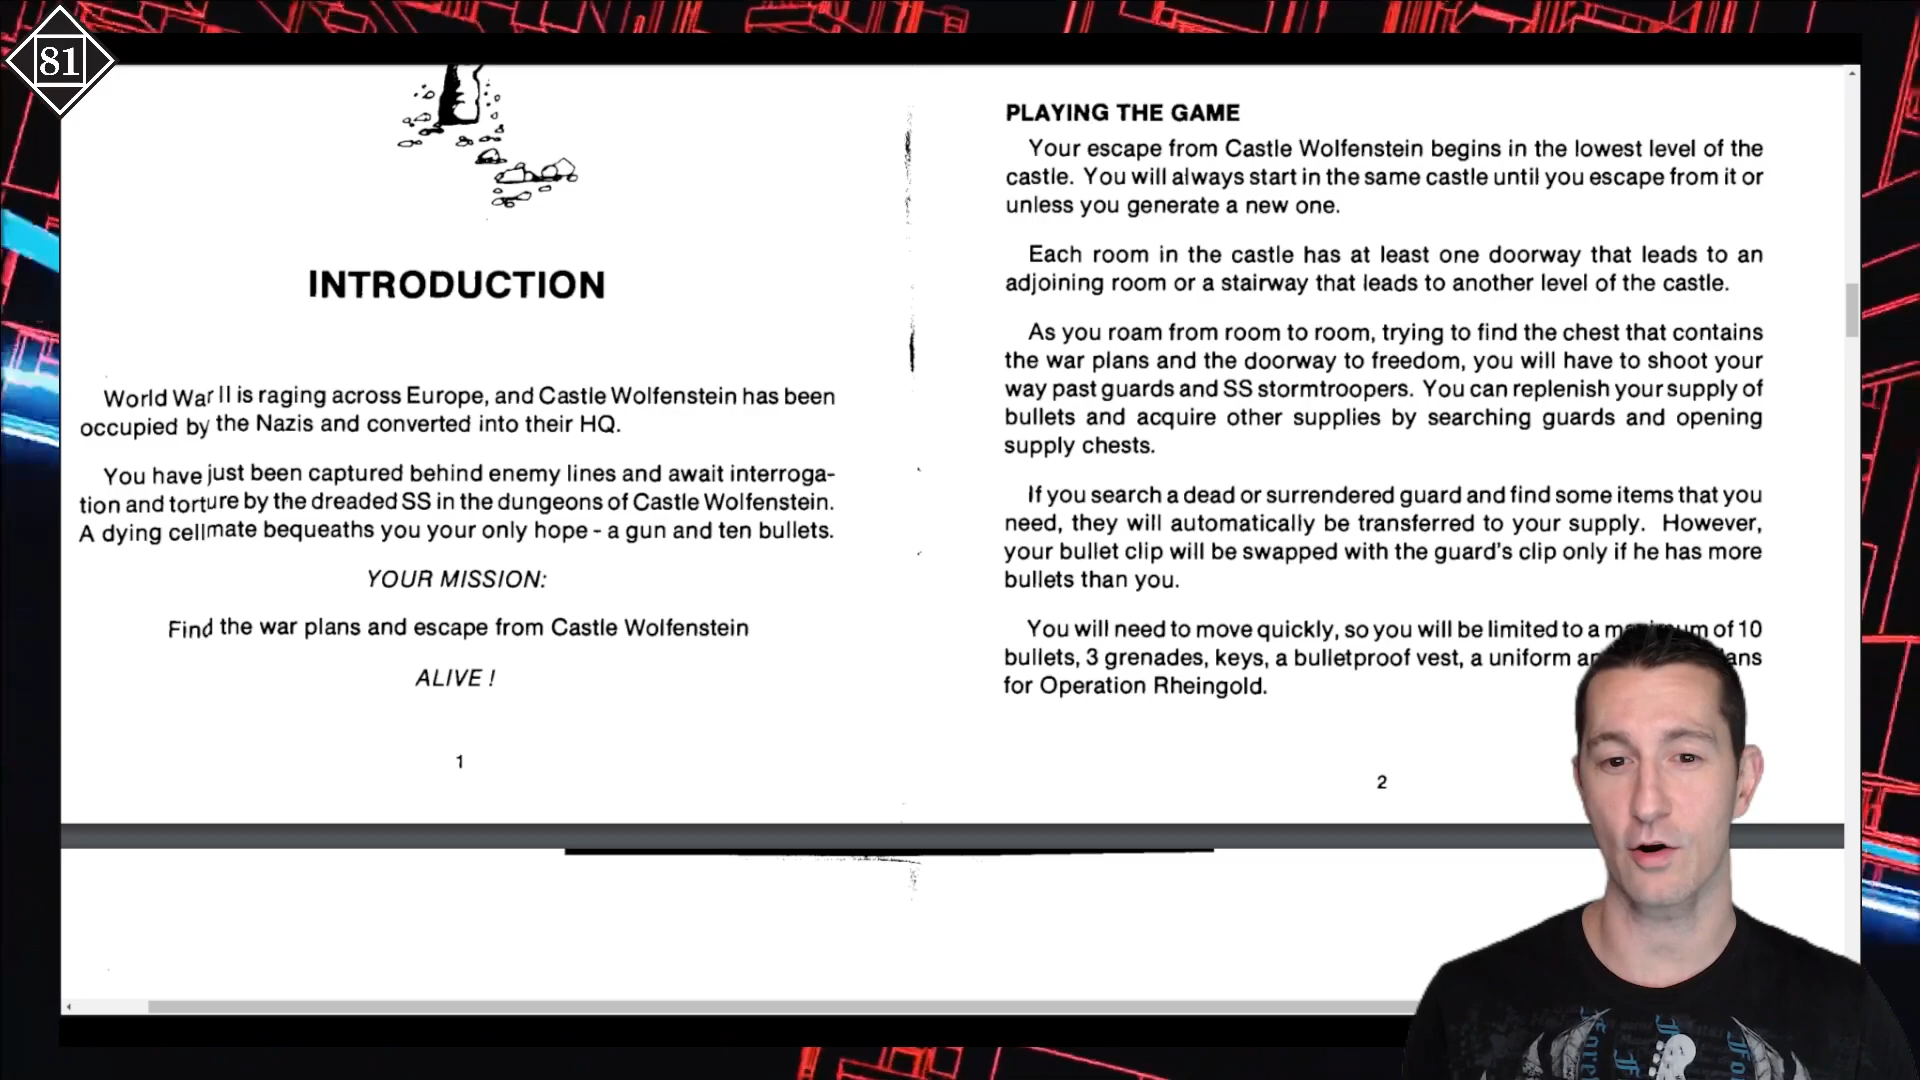 81
INTRODUCTION
World War II is raging across Europe, and Castle Wolfenstein has been
occupied by the Nazis and converted into their HQ.
You have just been captured behind enemy lines and await interroga-
tion and torture by the dreaded SS in the dungeons of Castle Wolfenstein.
A dying cellmate bequeaths you your only hope - a gun and ten bullets.
YOUR MISSION:
Find the war plans and escape from Castle Wolfenstein
ALIVE !
1
PLAYING THE GAME
Your escape from Castle Wolfenstein begins in the lowest level of the
castle. You will always start in the same castle until you escape from it or
unless you generate a new one.
Each room in the castle has at least one doorway that leads to an
adjoining room or a stairway that leads to another level of the castle.
As you roam from room to room, trying to find the chest that contains
the war plans and the doorway to freedom, you will have to shoot your
way past guards and SS stormtroopers. You can replenish your supply of
bullets and acquire other supplies by searching guards and opening
supply chests.
If you search a dead or surrendered guard and find some items that you
need, they will automatically be transferred to your supply. However,
your bullet clip will be swapped with the guard's clip only if he has more
bullets than you.
You will need to move quickly, so you will be limited to a of 10
bullets, 3 grenades, keys, a bulletproof vest, a uniform
for Operation Rheingold.
2